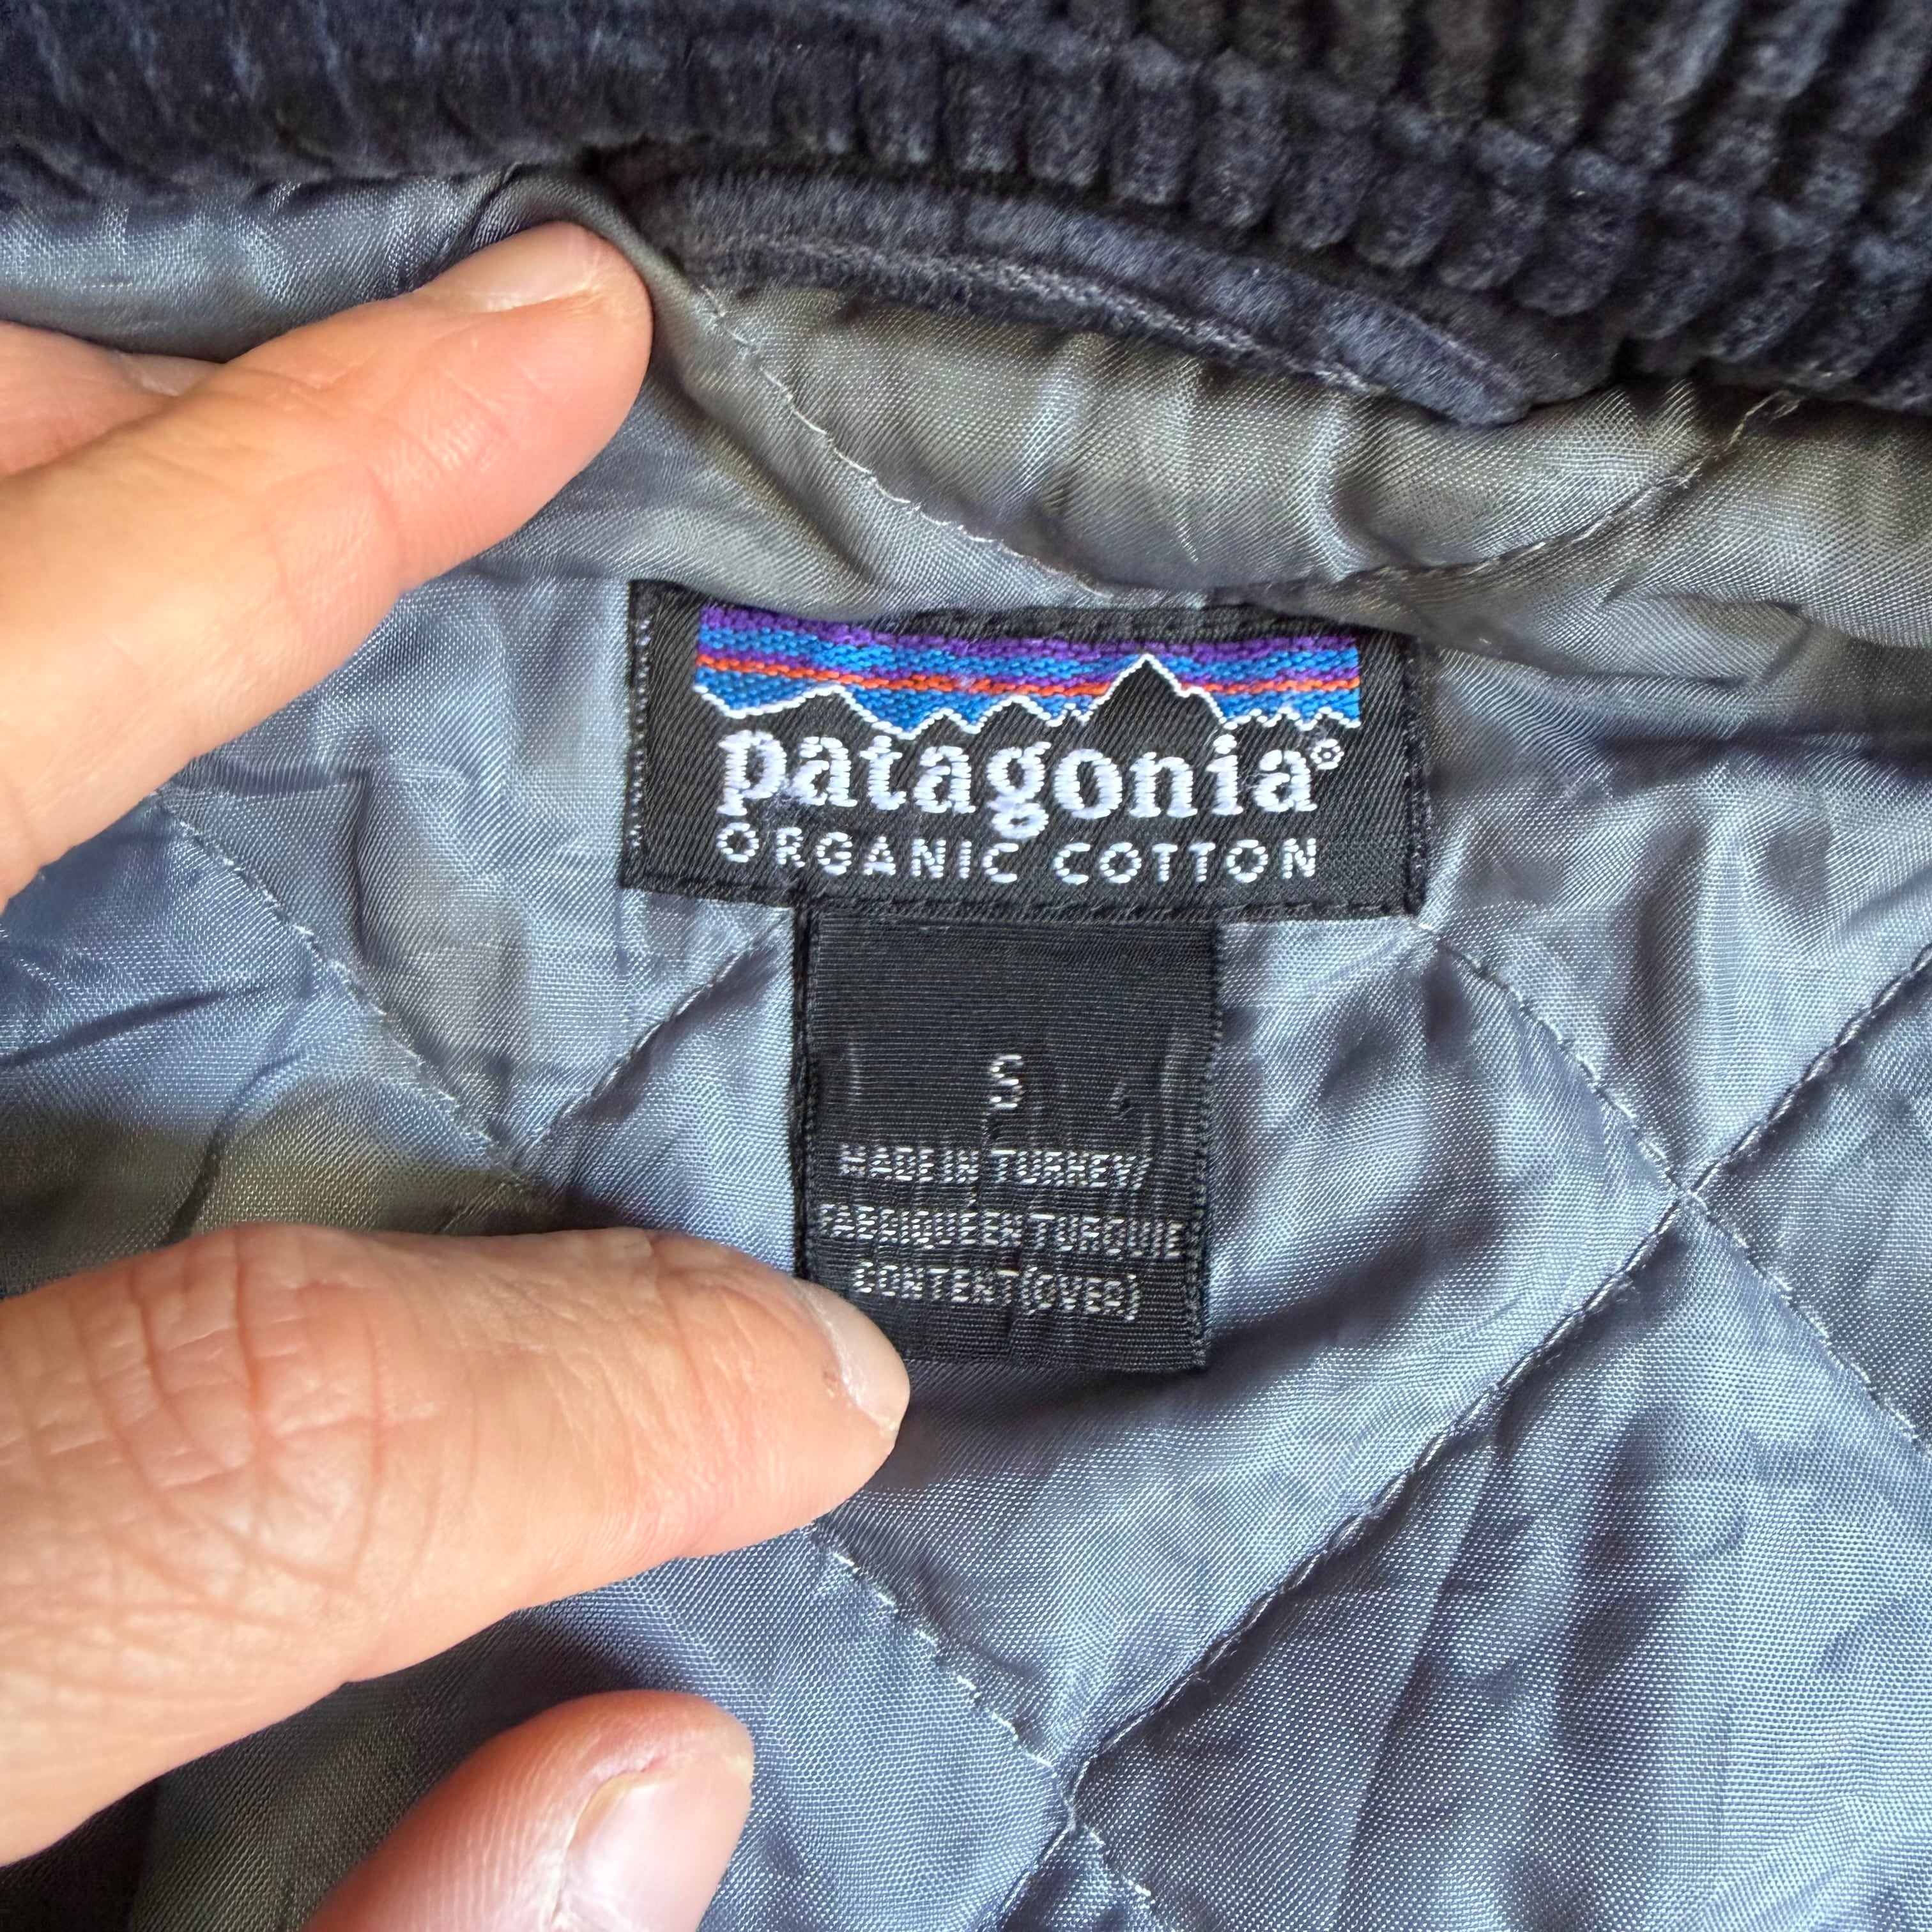 patagonia®
ORGANIC COTTON
S
MADE IN TURKEY/
FABRIQUE EN TURQUIE
CONTENT (OVER)